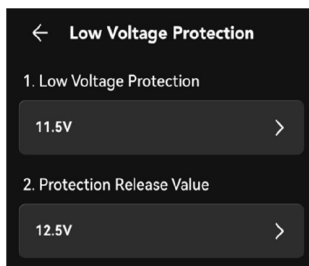 Low Voltage Protection
1. Low Voltage Protection
11.5V
2. Protection Release Value
12.5V